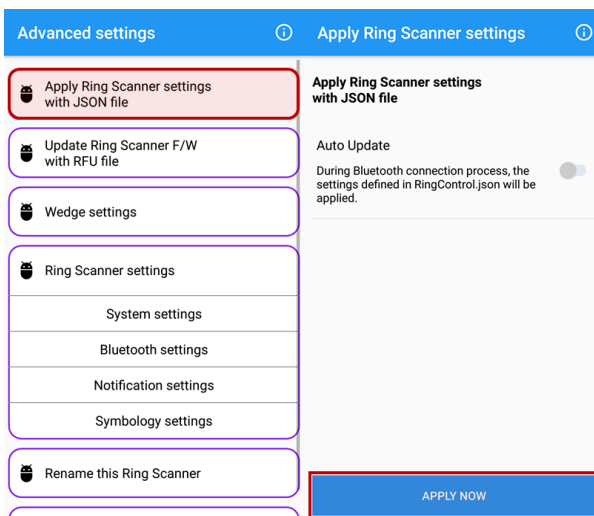 Advanced settings
Apply Ring Scanner settings
with JSON file
Update Ring Scanner F/W
with RFU file
Wedge settings
Ring Scanner settings
System settings
Bluetooth settings
Notification settings
Symbology settings
Rename this Ring Scanner
Apply Ring Scanner settings
Apply Ring Scanner settings
with JSON file
Auto Update
During Bluetooth connection process, the
settings defined in RingControl.json will be
applied.
APPLY NOW